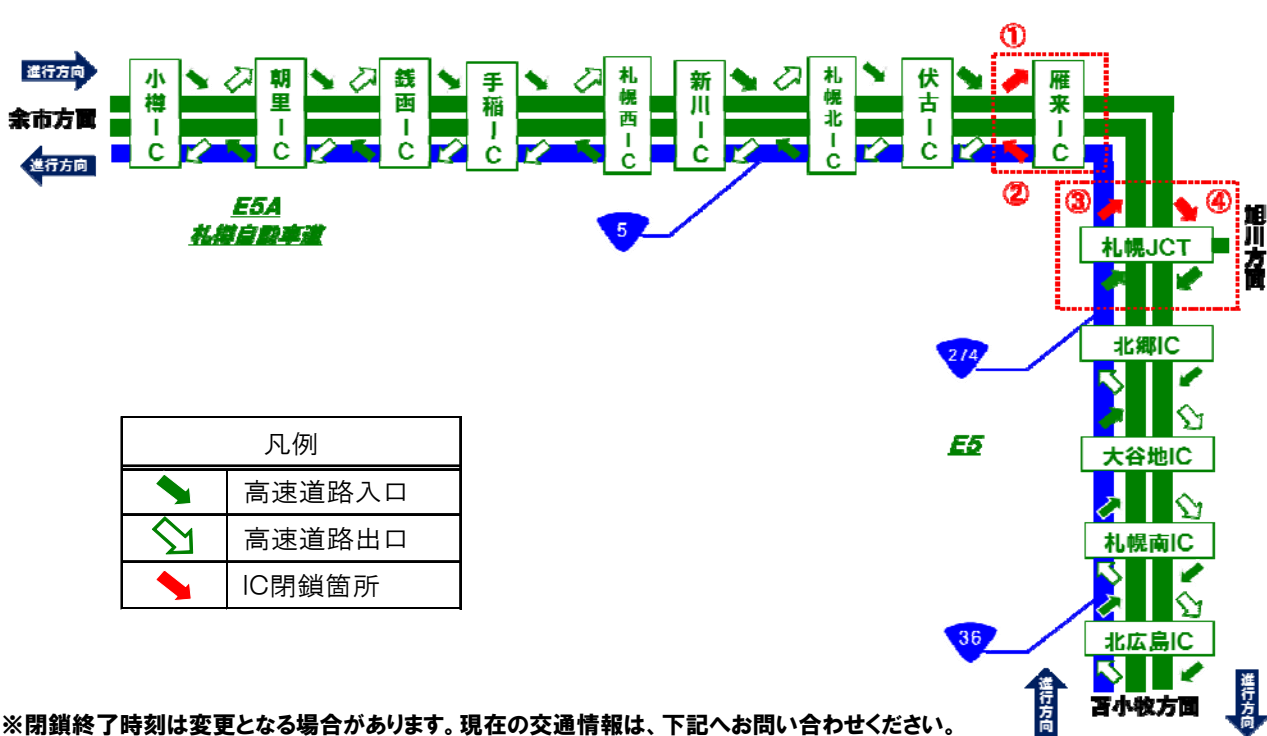 ①
進行方向
余市方面
進行方向
小樽IC
朝里IC
銭函IC
手稲IC
札幌西IC
新川IC
札幌北IC
伏古IC
雁来IC
②
③
④
E5A
札樽自動車道
5
札幌JCT
旭川方面
274
北郷IC
E5
大谷地IC
札幌南IC
36
北広島IC
進行方向
苫小牧方面
進行方向
凡例
高速道路入口
高速道路出口
IC閉鎖箇所
※閉鎖終了時刻は変更となる場合があります。現在の交通情報は、下記へお問い合わせください。